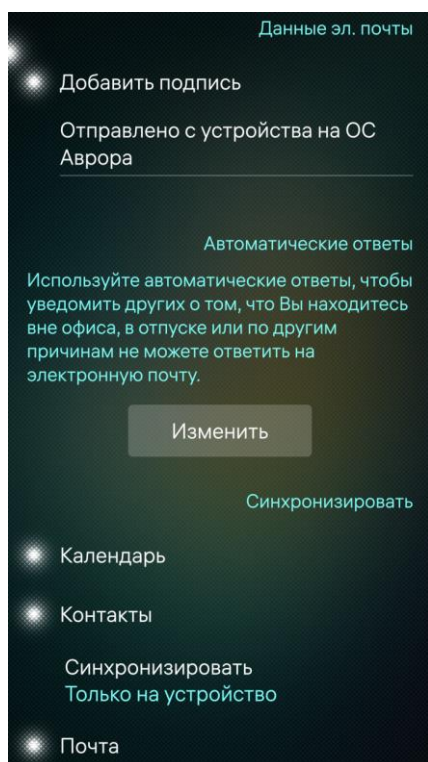 Данные эл. почты
Добавить подпись
Отправлено с устройства на ОС
Аврора
Автоматические ответы
Используйте автоматические ответы, чтобы
уведомить других о том, что Вы находитесь
вне офиса, в отпуске или по другим
причинам не можете ответить на
электронную почту.
Изменить
Синхронизировать
Календарь
Контакты
Синхронизировать
Только на устройство
Почта